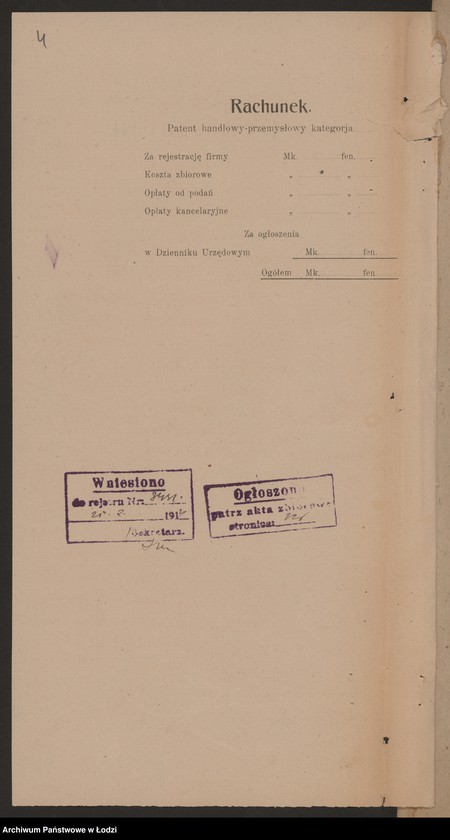 4
Rachunek.
Patent handlowy-przemysłowy kategorja
Za rejestrację firmy Mk. fen.
Koszta zbiorowe „ „
Opłaty od podań „ „
Opłaty kancelaryjne „ „
Za ogłoszenia
w Dzienniku Urzędowym Mk. fen.
Ogółem Mk. fen
Wniesiono
do rejestru Nr.
191
Sekretarz.
Ogłoszono
patrz akta zbiorowe
stronica:
Archiwum Państwowe w Łodzi